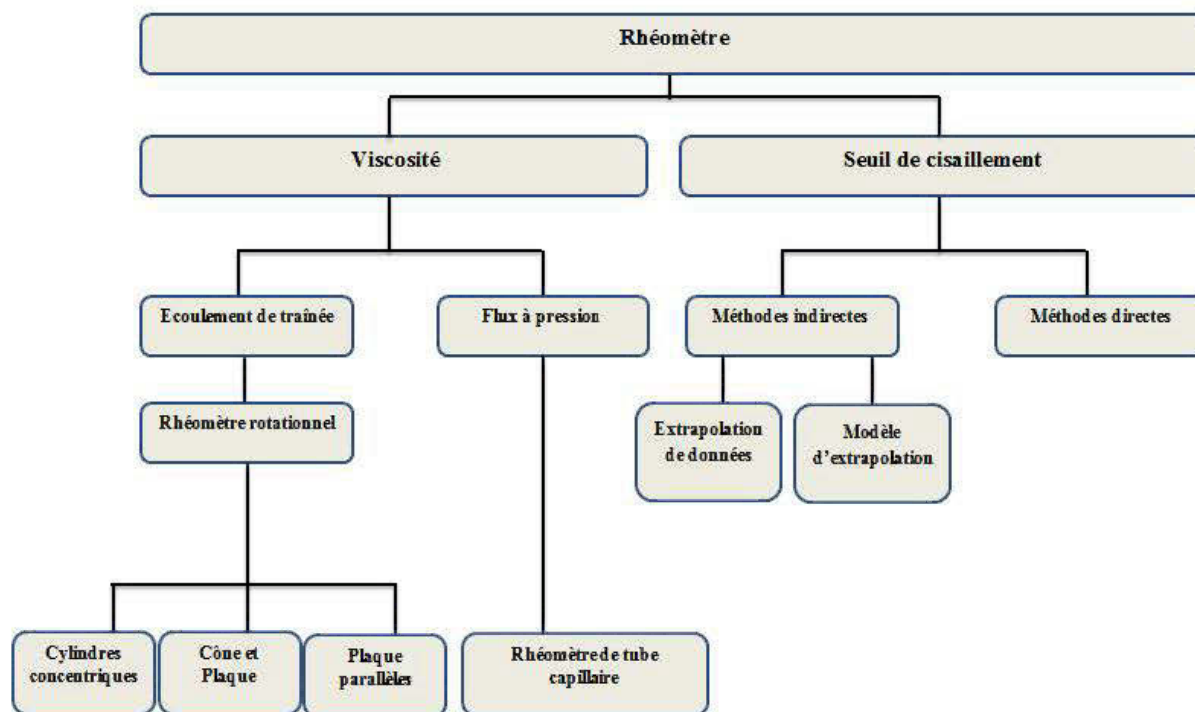 Rhéomètre
Viscosité
Seuil de cisaillement
Ecoulement de traînée
Flux à pression
Méthodes indirectes
Méthodes directes
Rhéomètre rotationnel
Extrapolation
de données
Modèle
d'extrapolation
Cylindres
concentriques
Cône et
Plaque
Plaque
parallèles
Rhéomètre de tube
capillaire